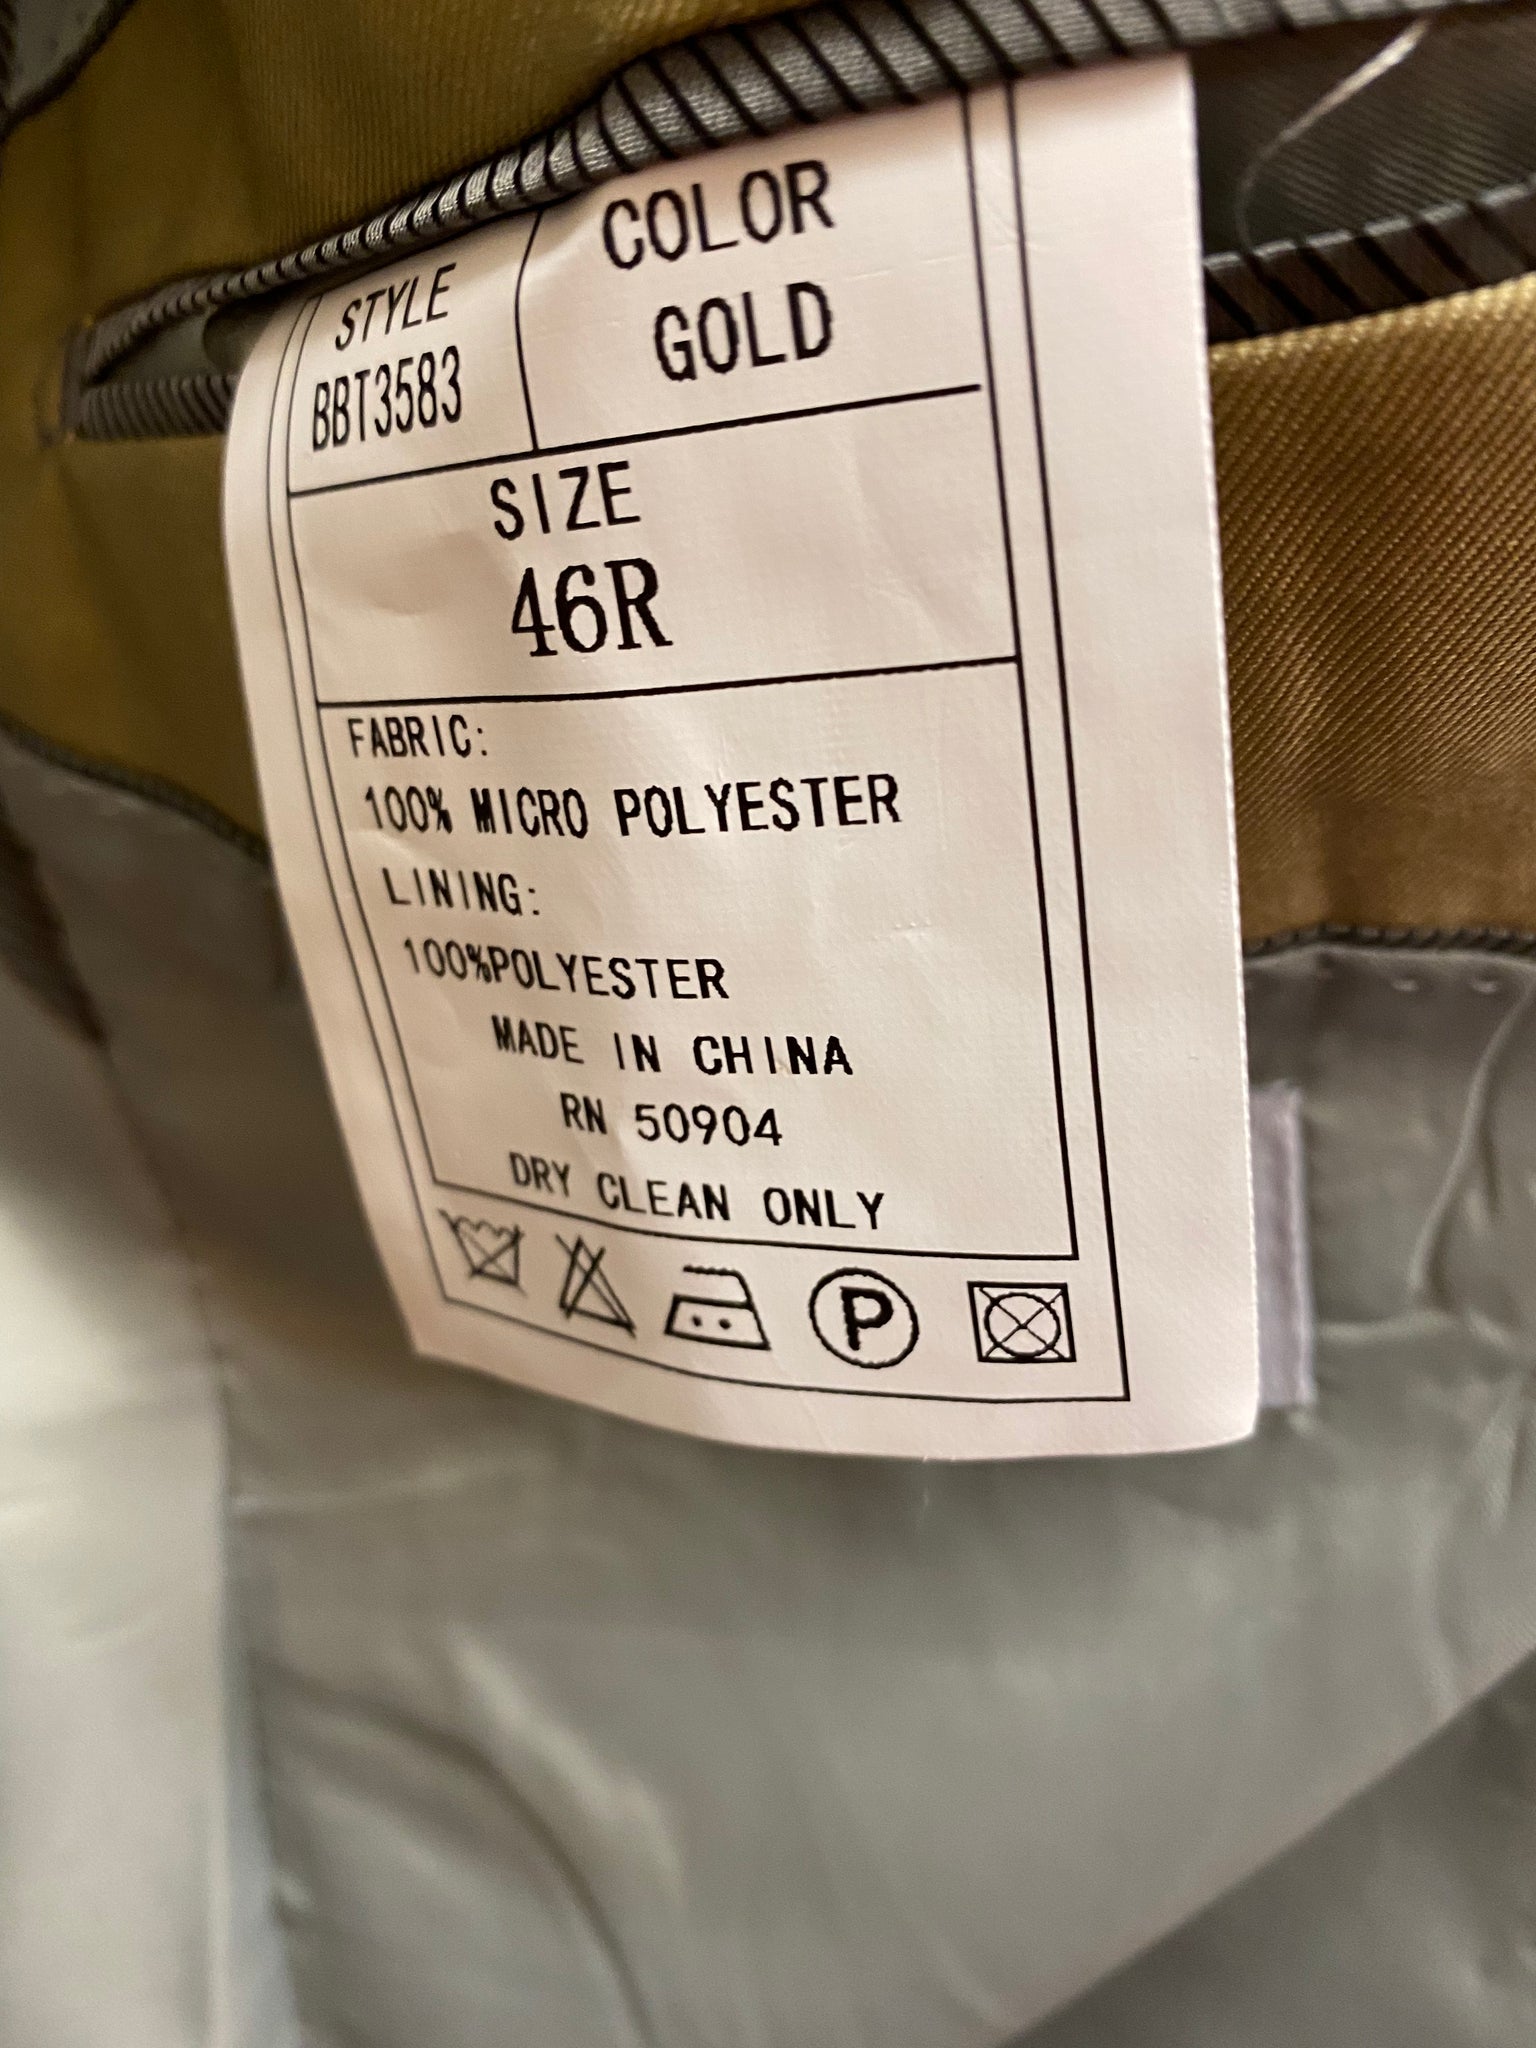 STYLE
BBT3583
COLOR
GOLD
SIZE
46R
FABRIC:
100% MICRO POLYESTER
LINING:
100%POLYESTER
MADE IN CHINA
RN 50904
DRY CLEAN ONLY
P